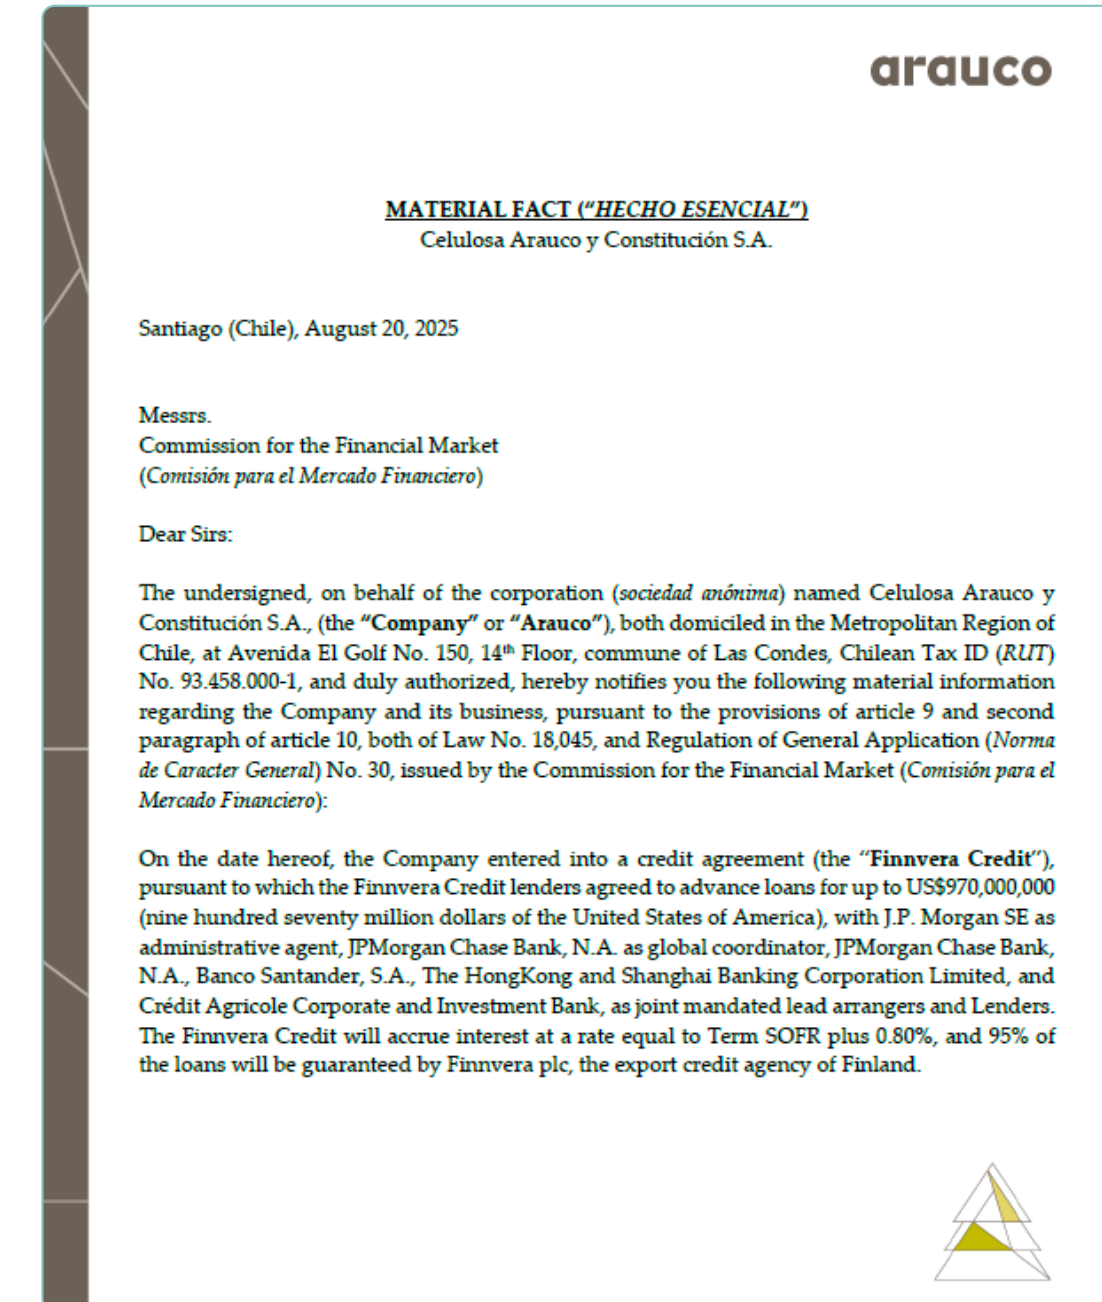 arauco
MATERIAL FACT (“HECHO ESENCIAL”)
Celulosa Arauco y Constitución S.A.
Santiago (Chile), August 20, 2025
Messrs.
Commission for the Financial Market
(Comisión para el Mercado Financiero)
Dear Sirs:
The undersigned, on behalf of the corporation (sociedad anónima) named Celulosa Arauco y
Constitución S.A., (the “Company” or “Arauco”), both domiciled in the Metropolitan Region of
Chile, at Avenida El Golf No. 150, 14th Floor, commune of Las Condes, Chilean Tax ID (RUT)
No. 93.458.000-1, and duly authorized, hereby notifies you the following material information
regarding the Company and its business, pursuant to the provisions of article 9 and second
paragraph of article 10, both of Law No. 18,045, and Regulation of General Application (Norma
de Caracter General) No. 30, issued by the Commission for the Financial Market (Comisión para el
Mercado Financiero):
On the date hereof, the Company entered into a credit agreement (the “Finnvera Credit”),
pursuant to which the Finnvera Credit lenders agreed to advance loans for up to US$970,000,000
(nine hundred seventy million dollars of the United States of America), with J.P. Morgan SE as
administrative agent, JPMorgan Chase Bank, N.A. as global coordinator, JPMorgan Chase Bank,
N.A., Banco Santander, S.A., The HongKong and Shanghai Banking Corporation Limited, and
Crédit Agricole Corporate and Investment Bank, as joint mandated lead arrangers and Lenders.
The Finnvera Credit will accrue interest at a rate equal to Term SOFR plus 0.80%, and 95% of
the loans will be guaranteed by Finnvera plc, the export credit agency of Finland.